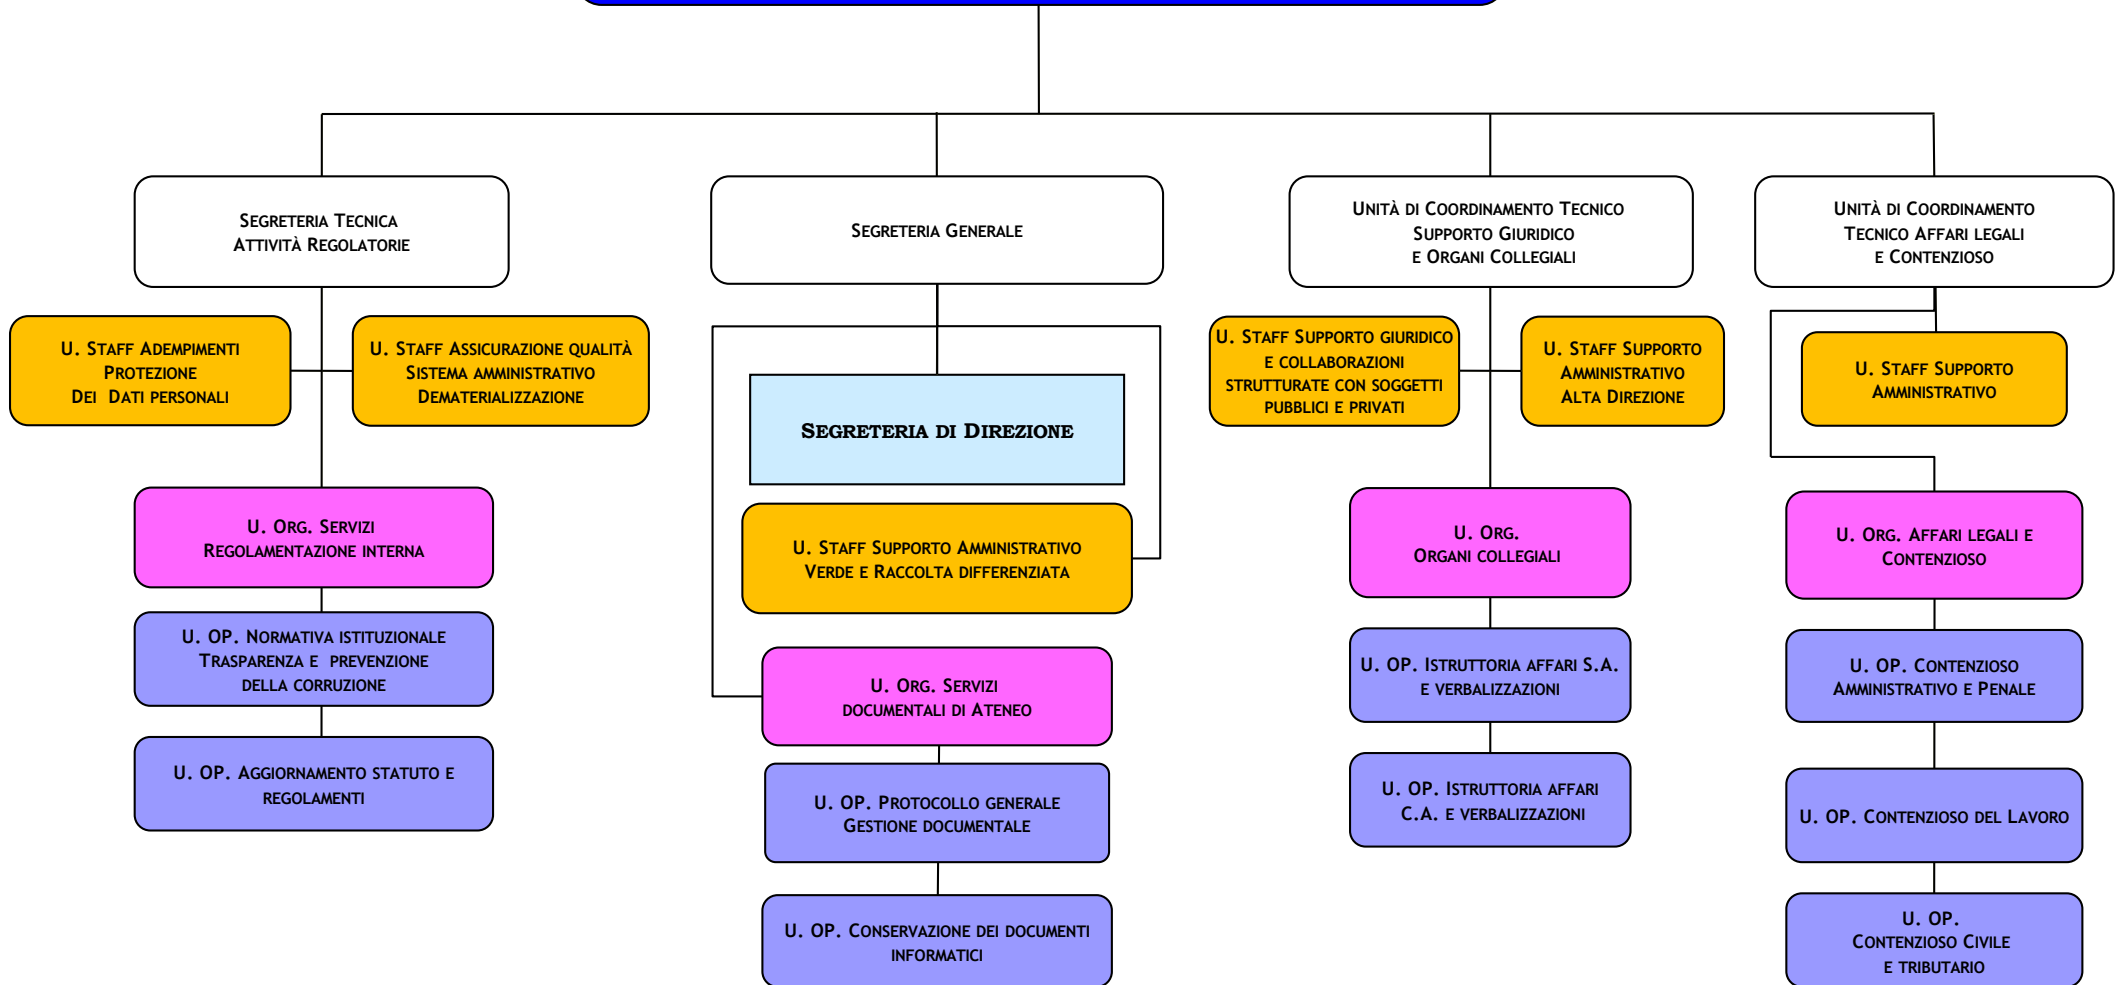 Segreteria Tecnica
Attività Regolatorie
Segreteria Generale
Unità di Coordinamento Tecnico
Supporto Giuridico
e Organi Collegiali
Unità di Coordinamento
Tecnico Affari legali
e Contenzioso
U. Staff Adempimenti
Protezione
Dei Dati personali
U. Staff Assicurazione qualità
Sistema amministrativo
Dematerializzazione
Segreteria di Direzione
U. Staff Supporto giuridico
e collaborazioni
strutturate con soggetti
pubblici e privati
U. Staff Supporto
Amministrativo
Alta Direzione
U. Staff Supporto
Amministrativo
U. Org. Servizi
Regolamentazione interna
U. Staff Supporto Amministrativo
Verde e Raccolta differenziata
U. Org.
Organi collegiali
U. Org. Affari legali e
Contenzioso
U. OP. Normativa istituzionale
Trasparenza e prevenzione
della corruzione
U. Org. Servizi
documentali di Ateneo
U. OP. Istruttoria affari S.A.
e verbalizzazioni
U. OP. Contenzioso
Amministrativo e Penale
U. OP. Aggiornamento statuto e
regolamenti
U. OP. Protocollo generale
Gestione documentale
U. OP. Istruttoria affari
C.A. e verbalizzazioni
U. OP. Contenzioso del Lavoro
U. OP. Conservazione dei documenti
informatici
U. OP.
Contenzioso Civile
e tributario